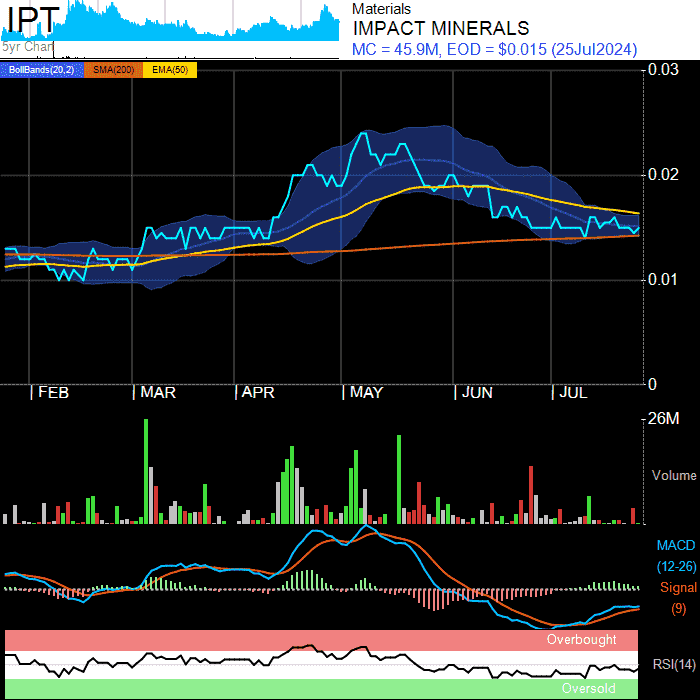 IPT
5yr Chart
Materials
IMPACT MINERALS
MC = 45.9M, EOD = $0.015 (25Jul2024)
BollBands(20,2) SMA(200) EMA(50)
0.03
0.02
0.01
0
FEB MAR APR MAY JUN JUL
26M
Volume
MACD
(12-26)
Signal
(9)
Overbought
RSI(14)
Oversold